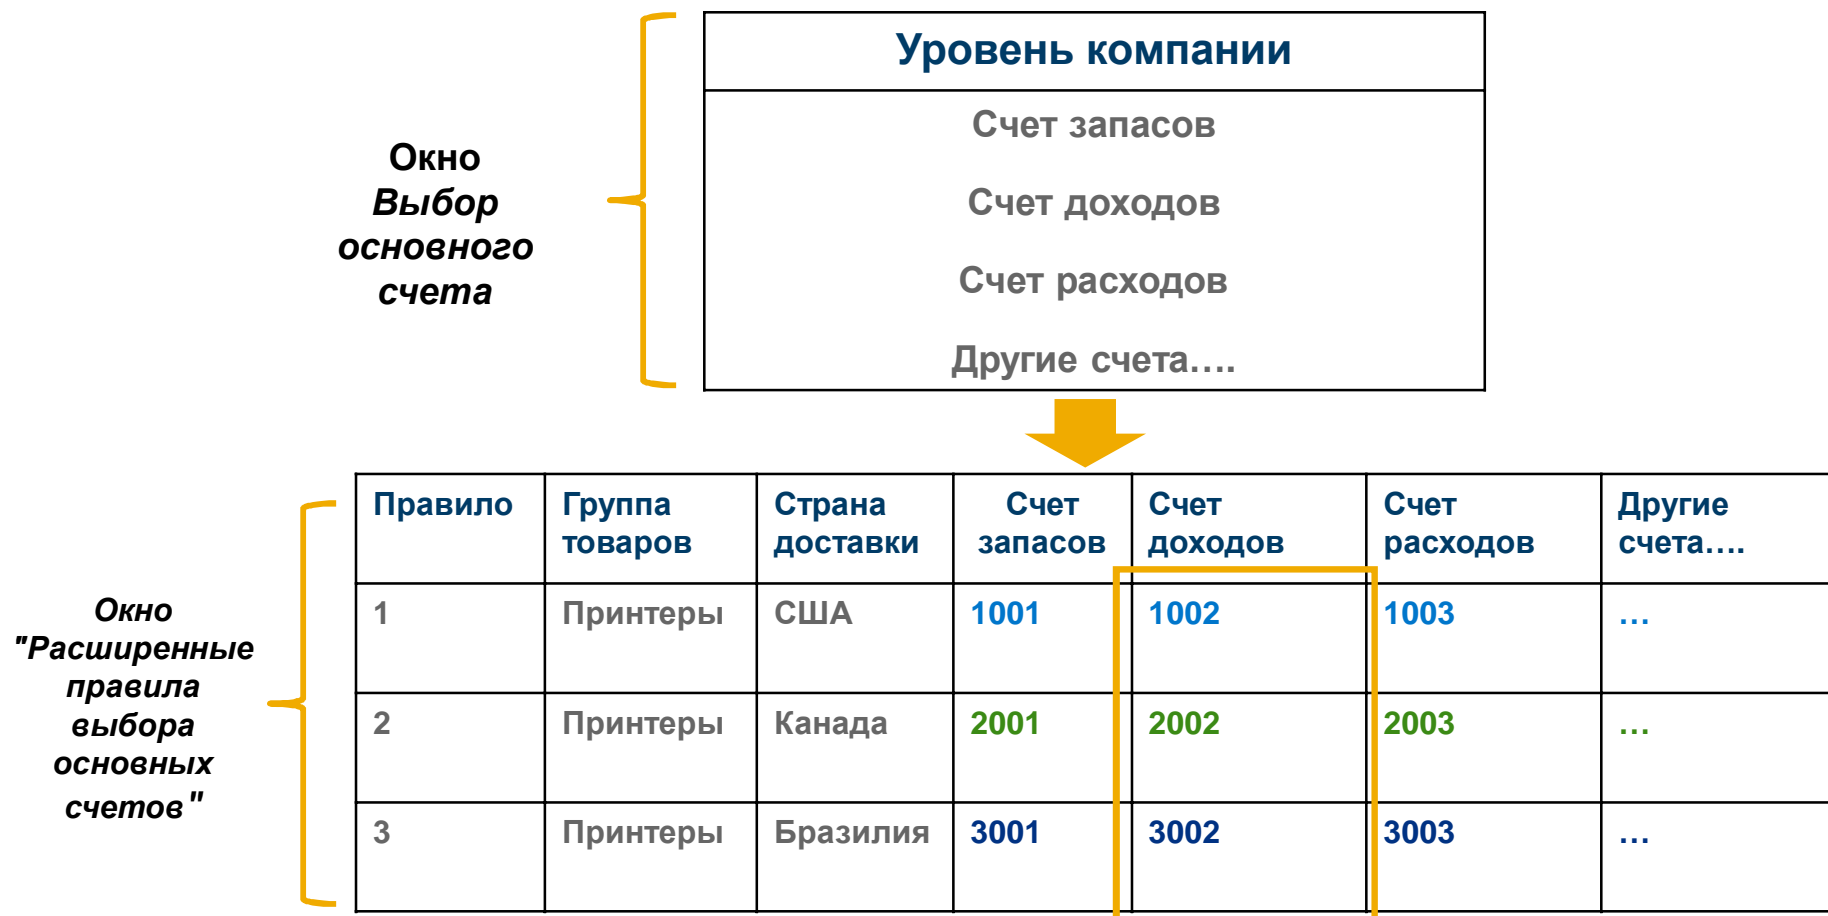 Уровень компании
Счет запасов
Счет доходов
Счет расходов
Другие счета….
Окно
Выбор
основного
счета
Правило Группа товаров Страна доставки Счет запасов Счет доходов Счет расходов Другие счета….
1 Принтеры США 1001 1002 1003 …
2 Принтеры Канада 2001 2002 2003 …
3 Принтеры Бразилия 3001 3002 3003 …
Окно
"Расширенные
правила
выбора
основных
счетов"